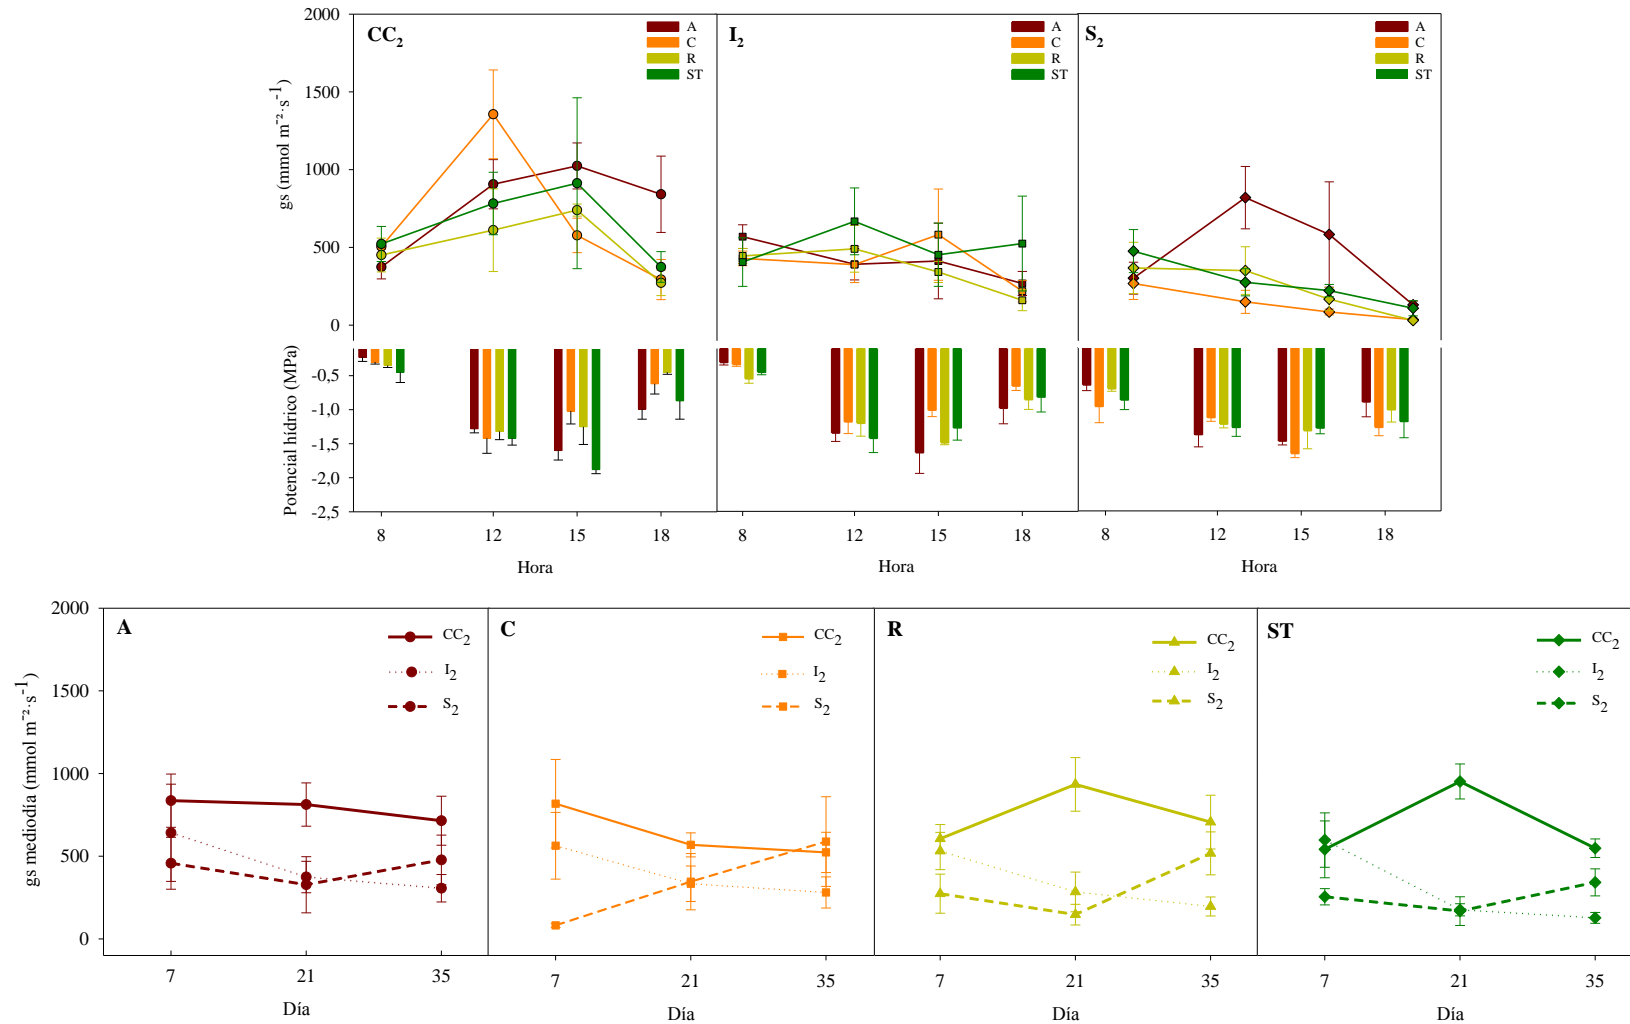 CC2
A
C
R
ST
I2
A
C
R
ST
S2
A
C
R
ST
gs (mmol m⁻²·s⁻¹)
2000
1500
1000
500
0
Potencial hídrico (MPa)
-0,5
-1,0
-1,5
-2,0
-2,5
8 12 15 18
Hora
8 12 15 18
Hora
8 12 15 18
Hora
gs mediodía (mmol m⁻²·s⁻¹)
2000
1500
1000
500
0
A
CC2
I2
S2
C
CC2
I2
S2
R
CC2
I2
S2
ST
CC2
I2
S2
7 21 35
Día
7 21 35
Día
7 21 35
Día
7 21 35
Día